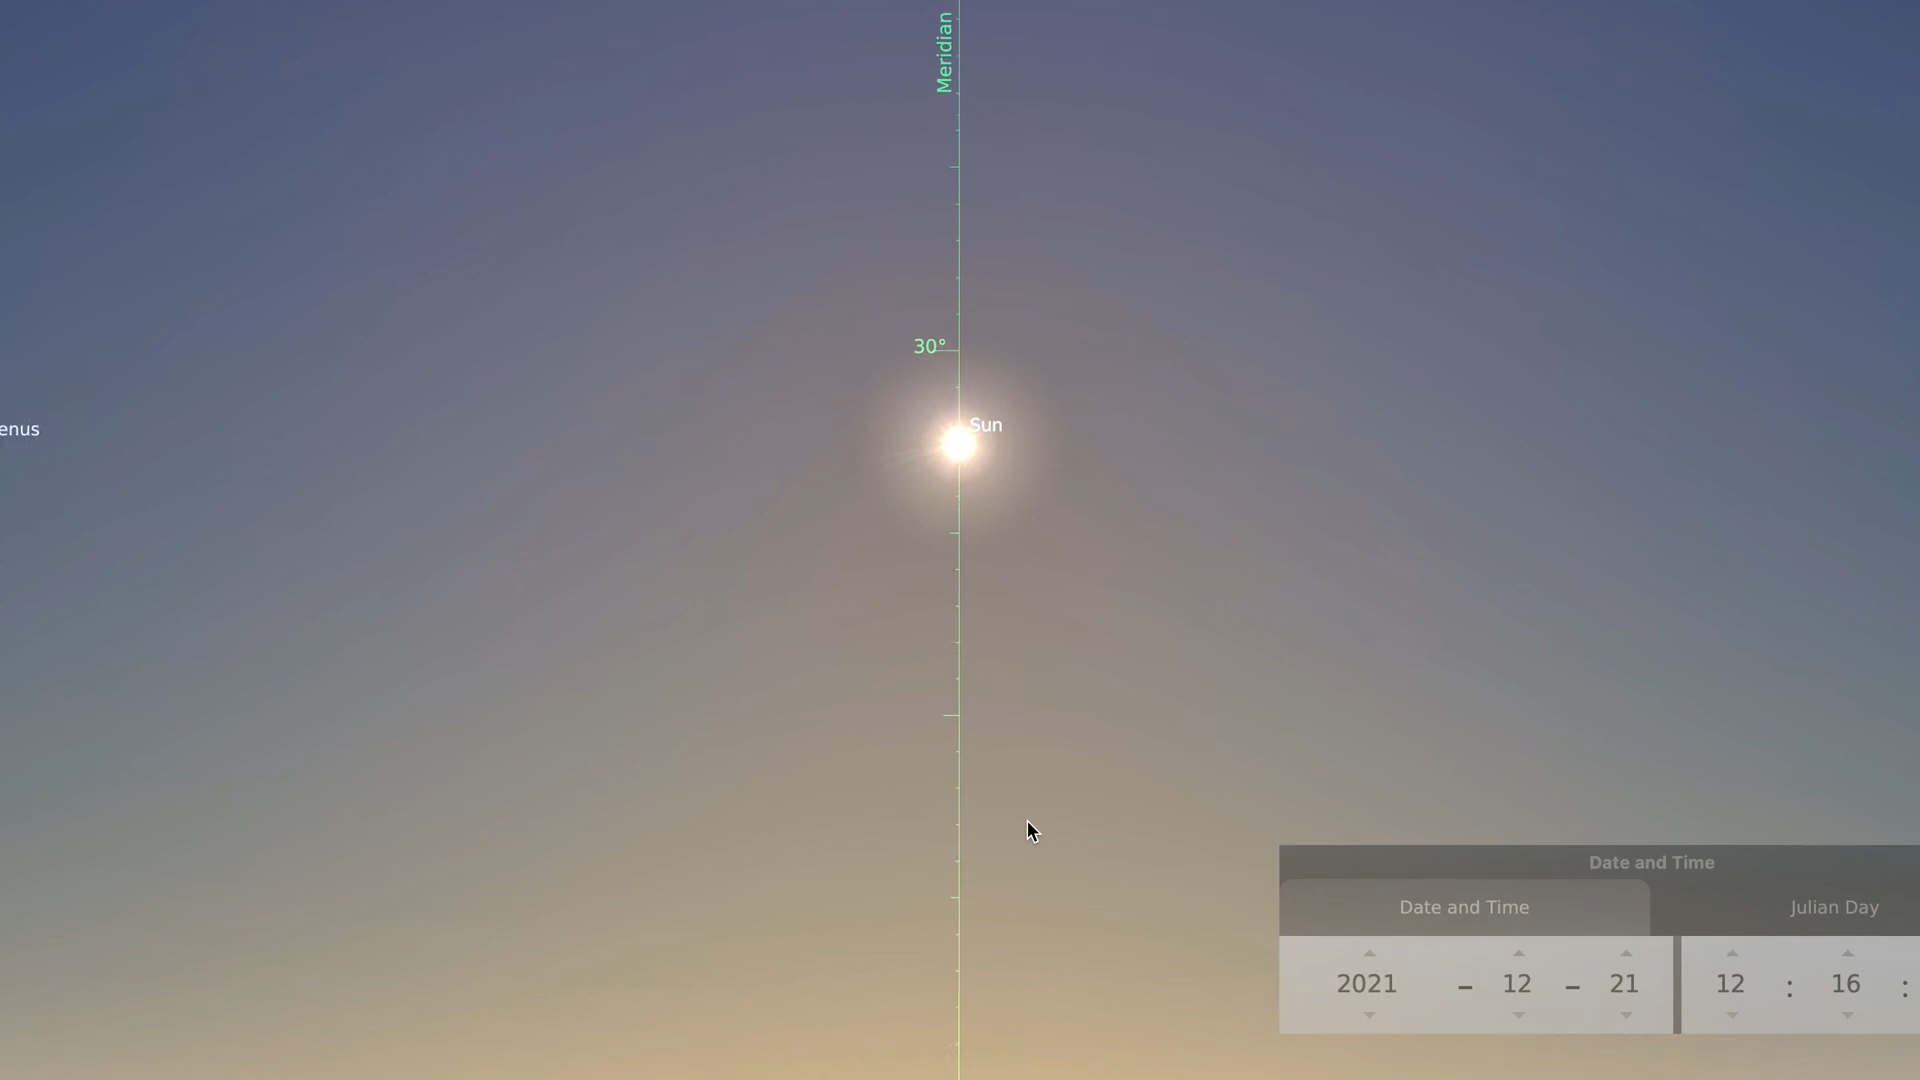 Meridian
30°
Sun
enus
Date and Time
Date and Time Julian Day
2021 - 12 - 21 12 : 16 :